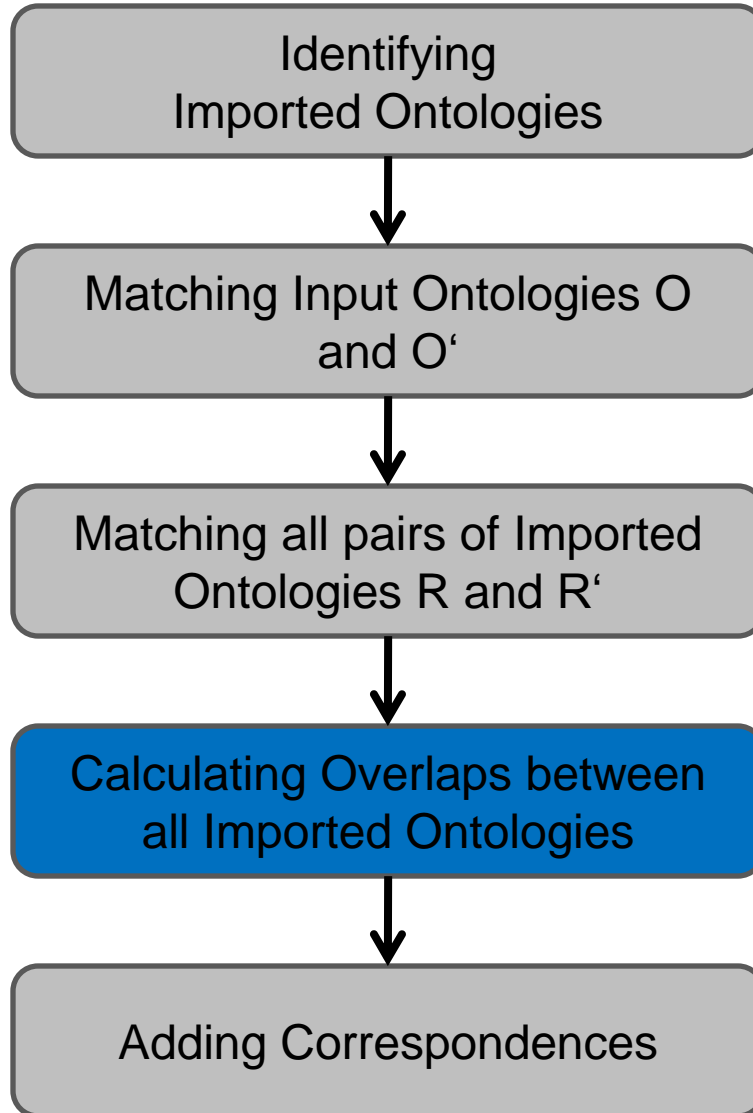 Identifying
Imported Ontologies
Matching Input Ontologies O
and O‘
Matching all pairs of Imported
Ontologies R and R‘
Calculating Overlaps between
all Imported Ontologies
Adding Correspondences